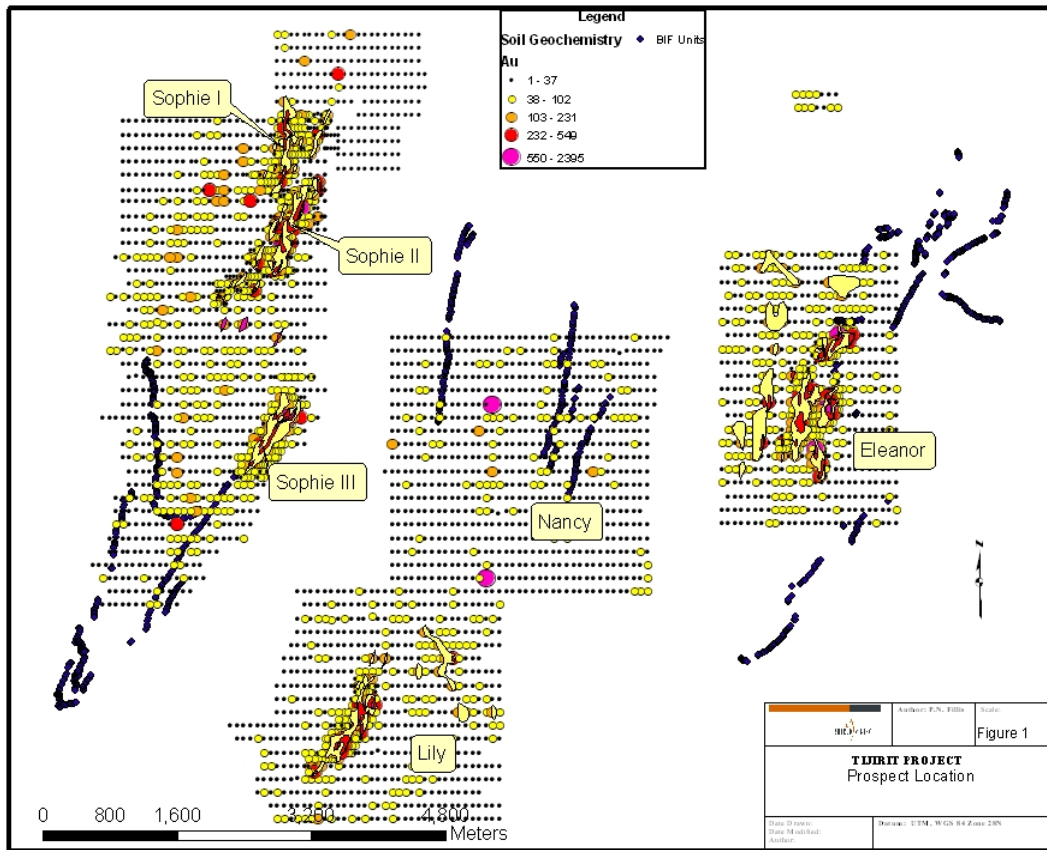 Legend
Soil Geochemistry
BIF Units
Au
1 - 37
38 - 102
103 - 231
232 - 549
550 - 2395
Sophie I
Sophie II
Sophie III
Nancy
Eleanor
Lily
0 800 1,600 3,200 4,800
Meters
Author: P.N. Fillis
Scale:
Figure 1
TIJIRIT PROJECT
Prospect Location
Date Drawn:
Date Modified:
Author:
Datum: UTM, WGS 84 Zone 28N